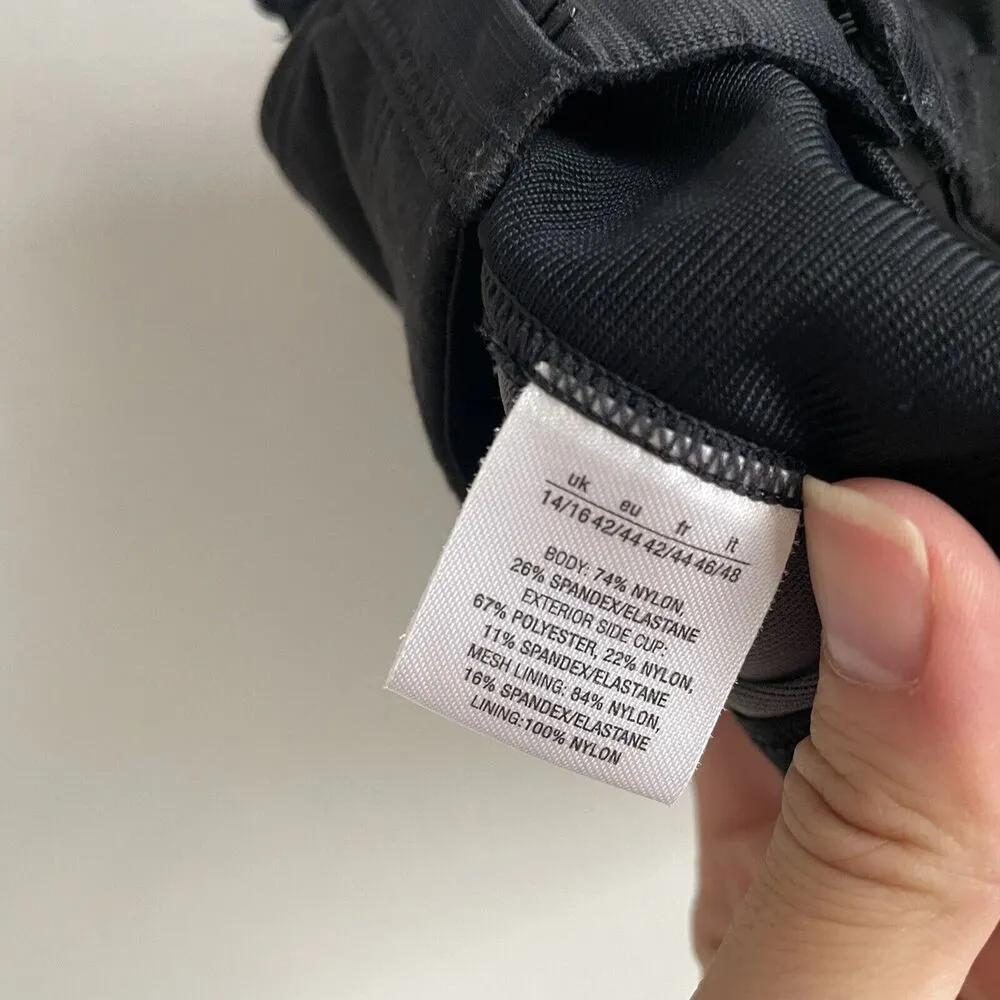 uk eu fr it
14/16 42/44 42/44 46/48
BODY: 74% NYLON,
26% SPANDEX/ELASTANE
EXTERIOR SIDE CUP:
67% POLYESTER, 22% NYLON,
11% SPANDEX/ELASTANE
MESH LINING: 84% NYLON,
16% SPANDEX/ELASTANE
LINING:100% NYLON